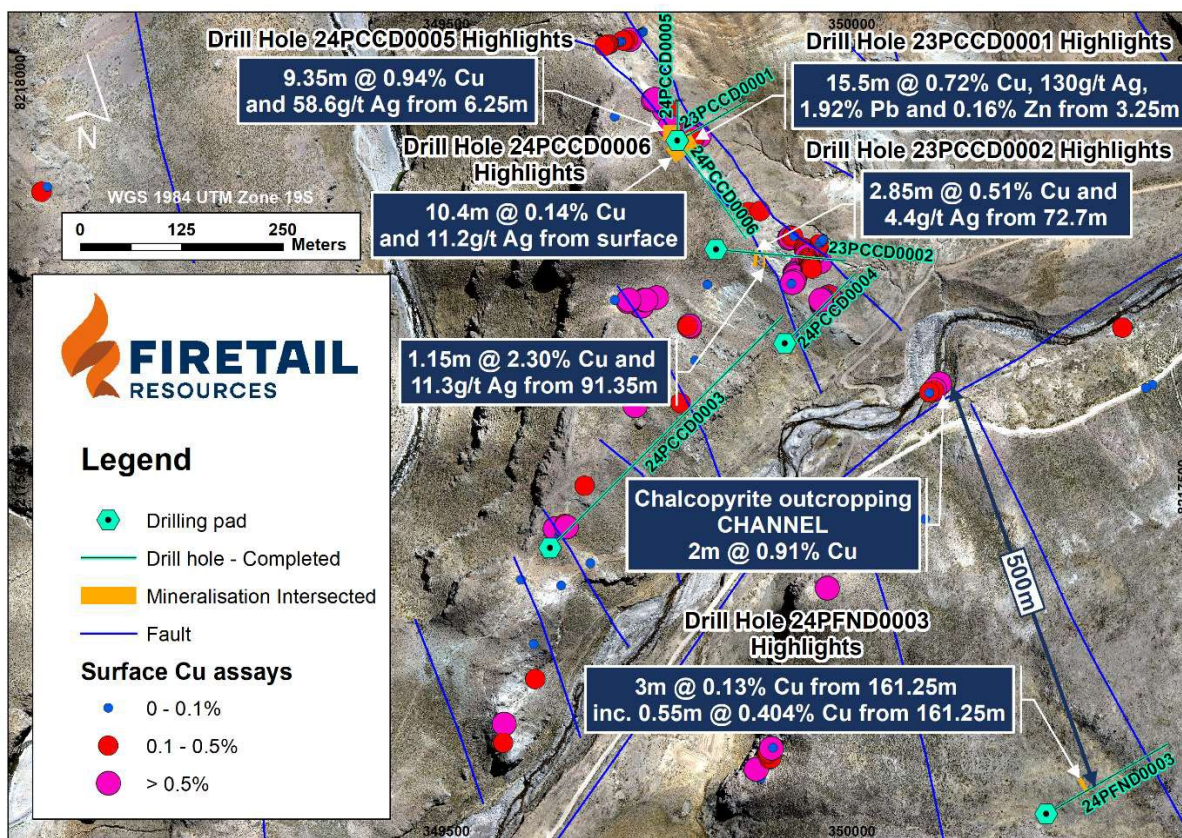 349500
350000
Drill Hole 24PCCD0005 Highlights
9.35m @ 0.94% Cu
and 58.6g/t Ag from 6.25m
Drill Hole 23PCCD0001 Highlights
15.5m @ 0.72% Cu, 130g/t Ag,
1.92% Pb and 0.16% Zn from 3.25m
24PCCD0005
23PCCD0001
8218000
8218000
N
Drill Hole 24PCCD0006
Highlights
10.4m @ 0.14% Cu
and 11.2g/t Ag from surface
24PCCD0006
Drill Hole 23PCCD0002 Highlights
2.85m @ 0.51% Cu and
4.4g/t Ag from 72.7m
WGS 1984 UTM Zone 19S
0 125 250
Meters
23PCCD0002
24PCCD0004
1.15m @ 2.30% Cu and
11.3g/t Ag from 91.35m
24PCCD0003
FIRETAIL
RESOURCES
Legend
Drilling pad
Drill hole - Completed
Mineralisation Intersected
Fault
Surface Cu assays
0 - 0.1%
0.1 - 0.5%
> 0.5%
8217500
Chalcopyrite outcropping
CHANNEL
2m @ 0.91% Cu
500m
Drill Hole 24PFND0003
Highlights
3m @ 0.13% Cu from 161.25m
inc. 0.55m @ 0.404% Cu from 161.25m
24PFND0003
349500
350000